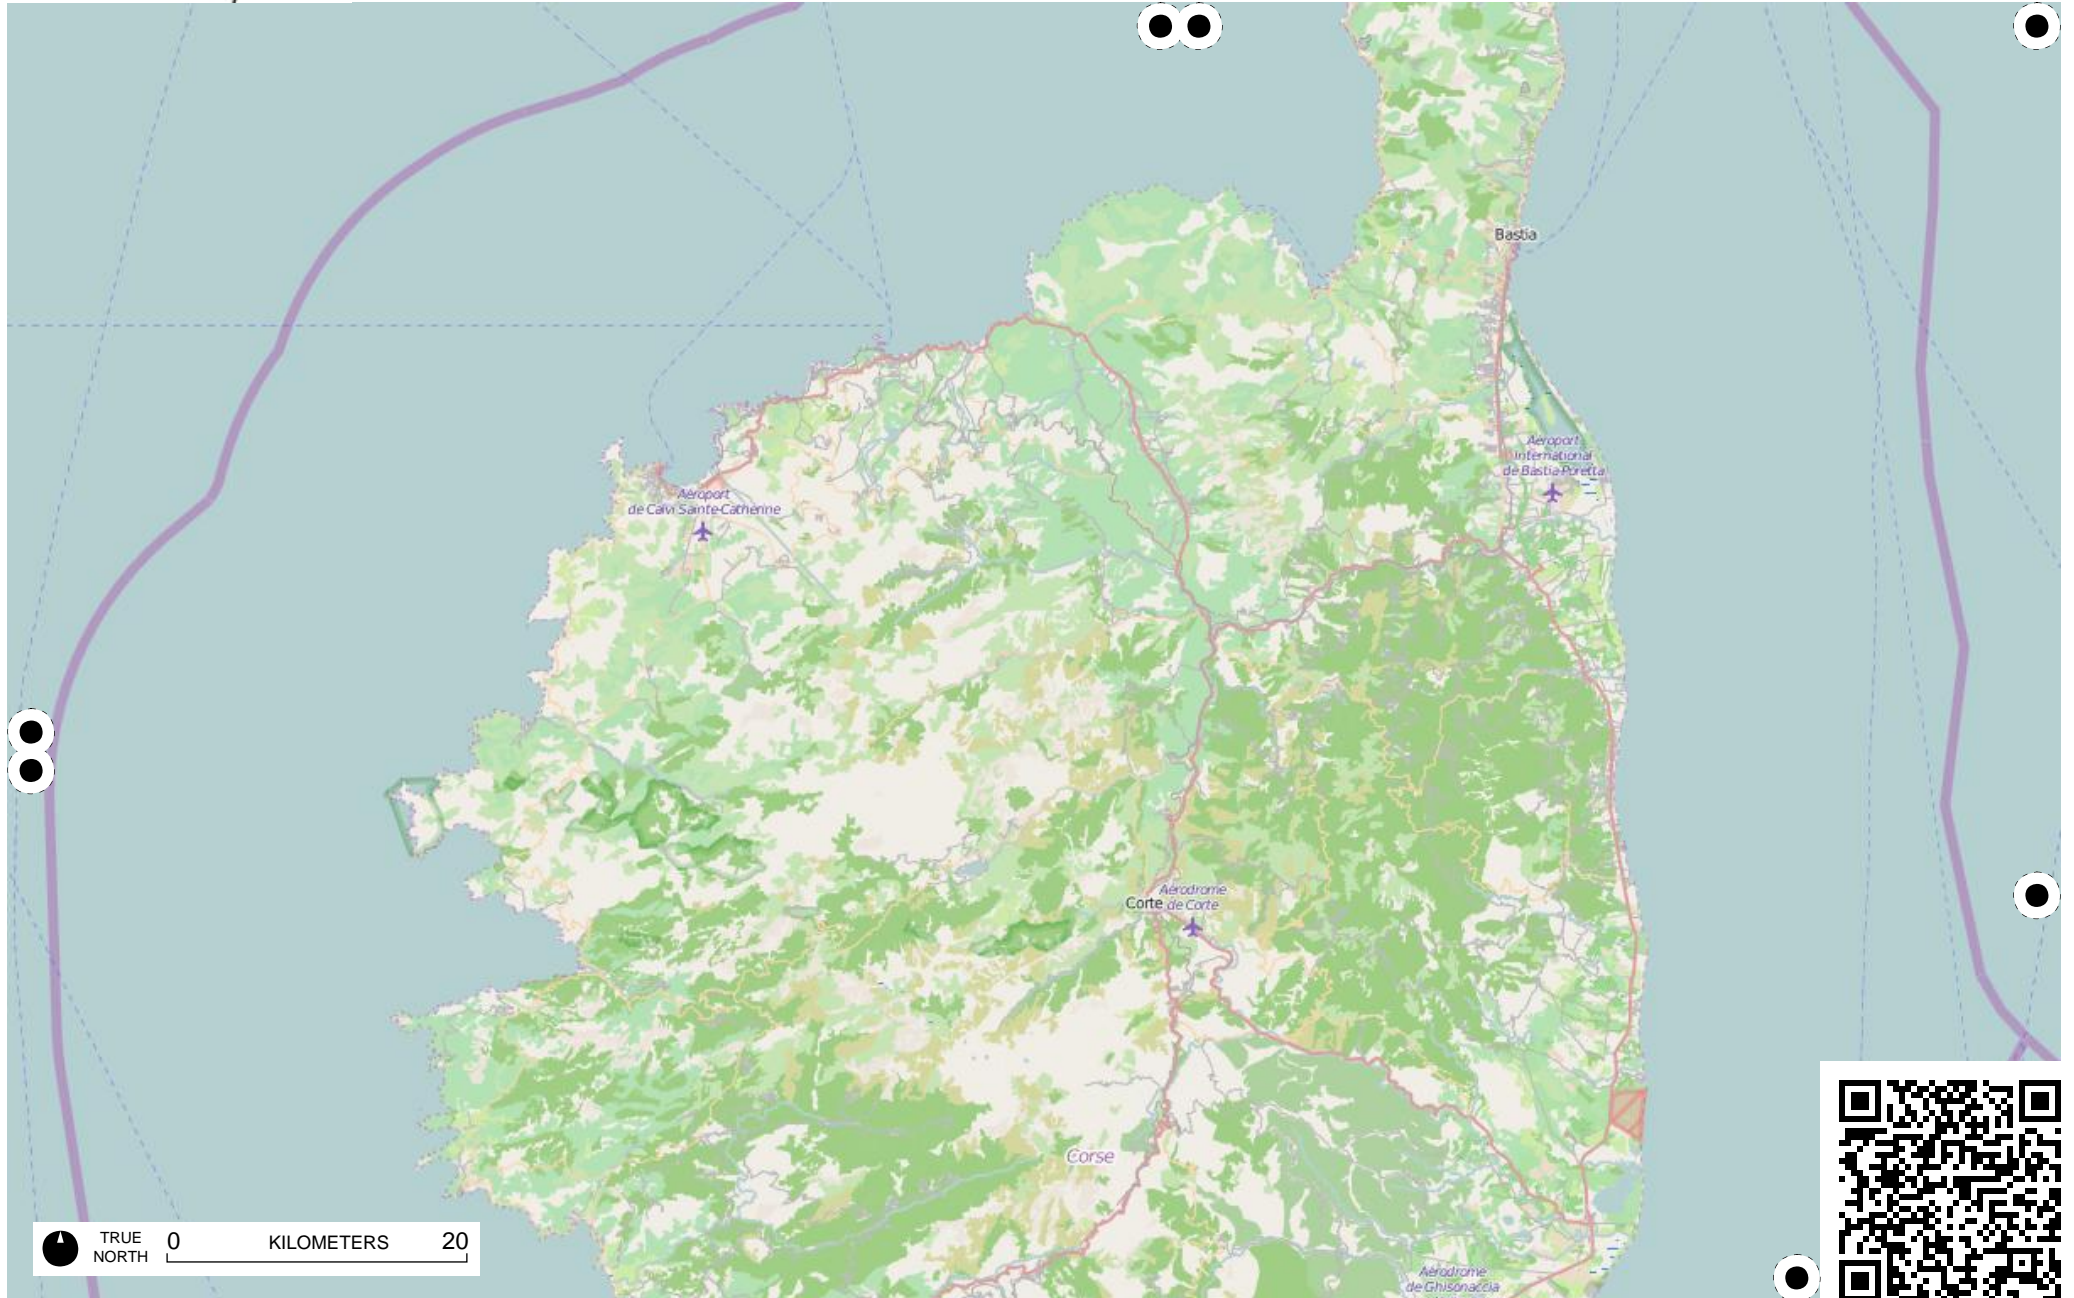 Bastia
Aéroport
International
de Bastia-Poretta
Aéroport
de Calvi Sainte-Catherine
Aérodrome
Corte de Corte
Corse
TRUE
NORTH
0 KILOMETERS 20
Aérodrome
de Ghisonaccia